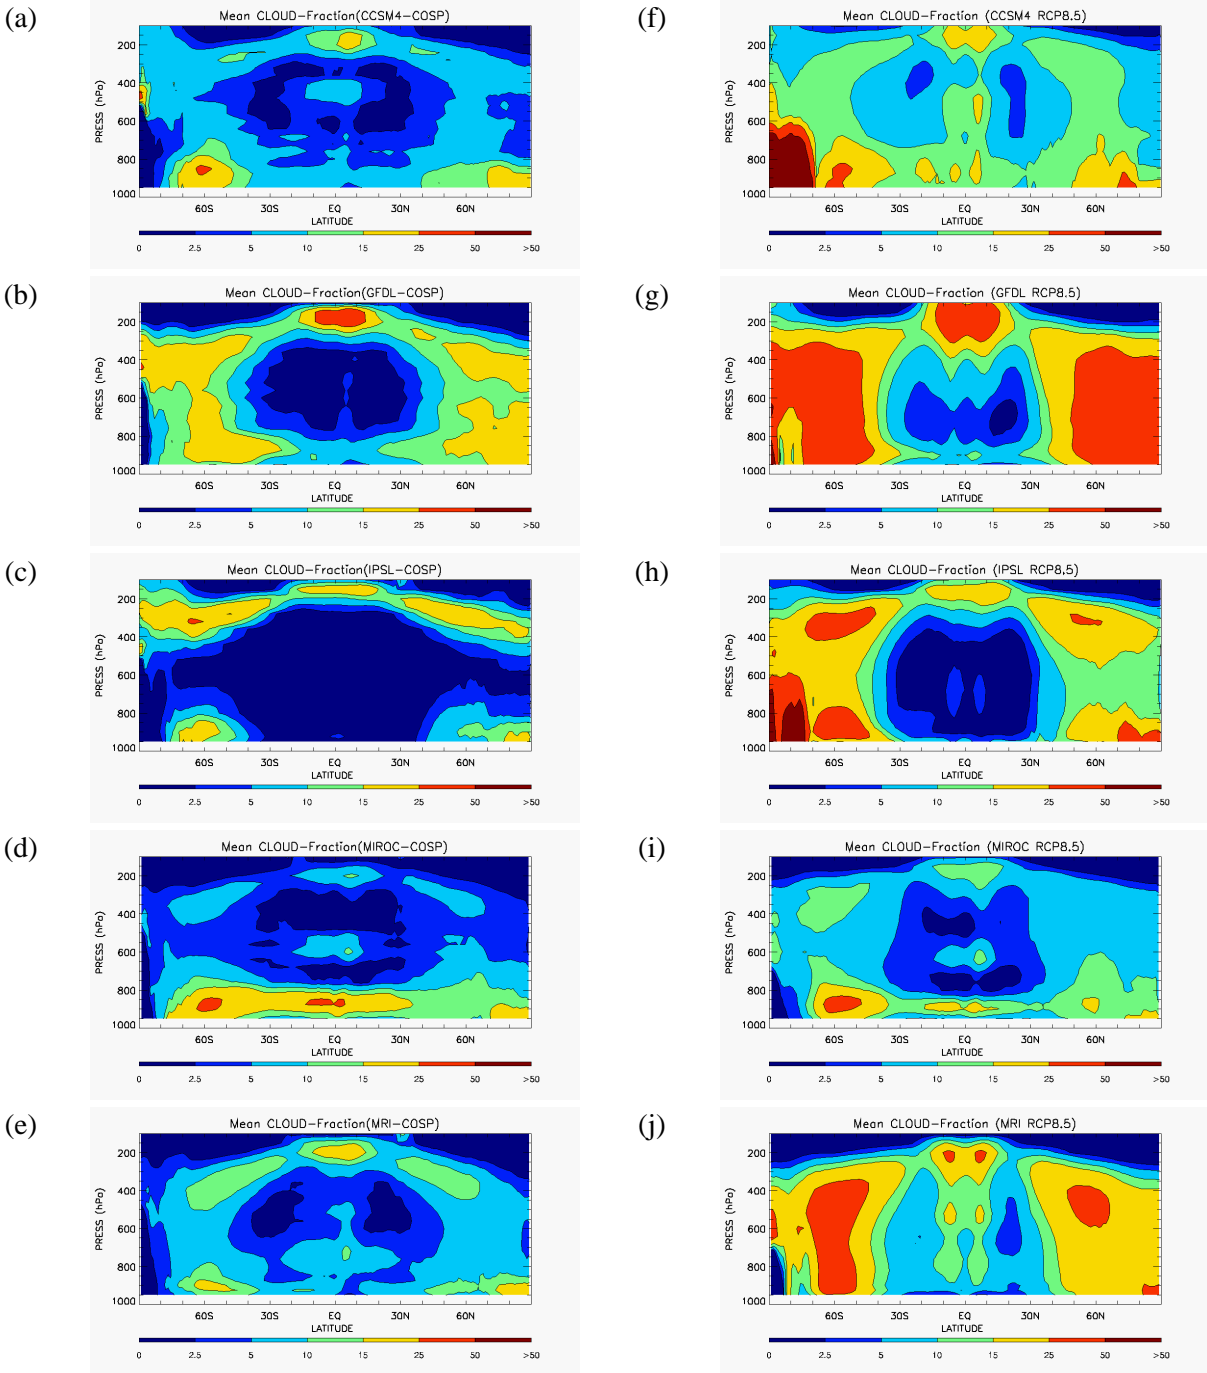 (a)
Mean CLOUD-Fraction(CCSM4-COSP)
PRESS (hPa)
200
400
600
800
1000
60S 30S EQ 30N 60N
LATITUDE
0 2.5 5 10 15 25 50 >50
(f)
Mean CLOUD-Fraction (CCSM4 RCP8.5)
PRESS (hPa)
200
400
600
800
1000
60S 30S EQ 30N 60N
LATITUDE
0 2.5 5 10 15 25 50 >50
(b)
Mean CLOUD-Fraction(GFDL-COSP)
PRESS (hPa)
200
400
600
800
1000
60S 30S EQ 30N 60N
LATITUDE
0 2.5 5 10 15 25 50 >50
(g)
Mean CLOUD-Fraction (GFDL RCP8.5)
PRESS (hPa)
200
400
600
800
1000
60S 30S EQ 30N 60N
LATITUDE
0 2.5 5 10 15 25 50 >50
(c)
Mean CLOUD-Fraction(IPSL-COSP)
PRESS (hPa)
200
400
600
800
1000
60S 30S EQ 30N 60N
LATITUDE
0 2.5 5 10 15 25 50 >50
(h)
Mean CLOUD-Fraction (IPSL RCP8.5)
PRESS (hPa)
200
400
600
800
1000
60S 30S EQ 30N 60N
LATITUDE
0 2.5 5 10 15 25 50 >50
(d)
Mean CLOUD-Fraction(MIROC-COSP)
PRESS (hPa)
200
400
600
800
1000
60S 30S EQ 30N 60N
LATITUDE
0 2.5 5 10 15 25 50 >50
(i)
Mean CLOUD-Fraction (MIROC RCP8.5)
PRESS (hPa)
200
400
600
800
1000
60S 30S EQ 30N 60N
LATITUDE
0 2.5 5 10 15 25 50 >50
(e)
Mean CLOUD-Fraction(MRI-COSP)
PRESS (hPa)
200
400
600
800
1000
60S 30S EQ 30N 60N
LATITUDE
0 2.5 5 10 15 25 50 >50
(j)
Mean CLOUD-Fraction (MRI RCP8.5)
PRESS (hPa)
200
400
600
800
1000
60S 30S EQ 30N 60N
LATITUDE
0 2.5 5 10 15 25 50 >50